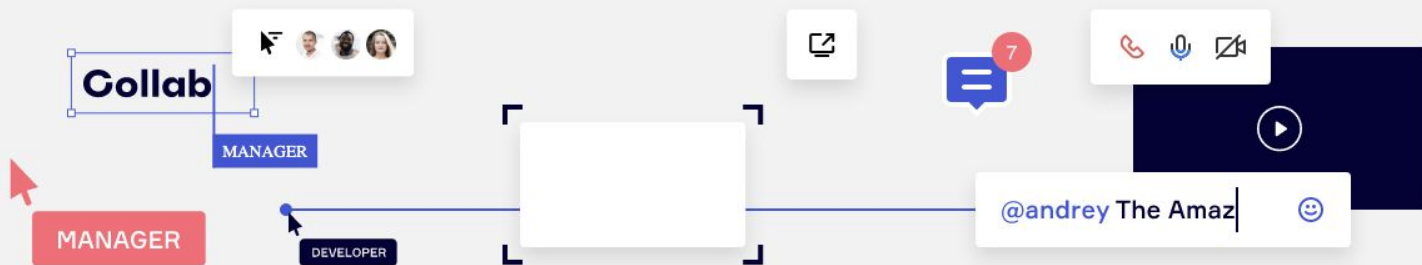 Collab
MANAGER
MANAGER
DEVELOPER
7
@andrey The Amaz